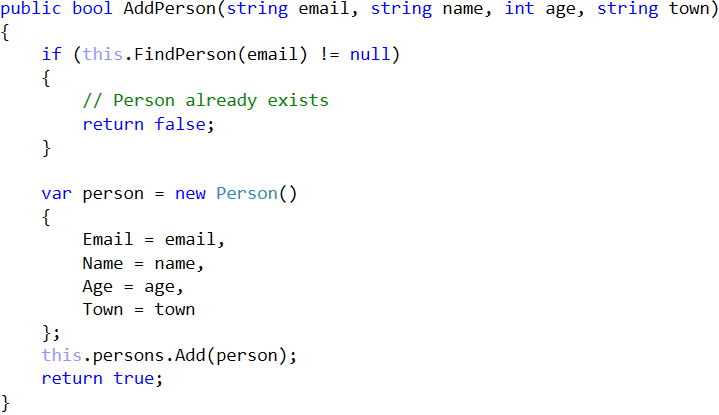 public bool AddPerson(string email, string name, int age, string town)
{
    if (this.FindPerson(email) != null)
    {
        // Person already exists
        return false;
    }

    var person = new Person()
    {
        Email = email,
        Name = name,
        Age = age,
        Town = town
    };
    this.persons.Add(person);
    return true;
}